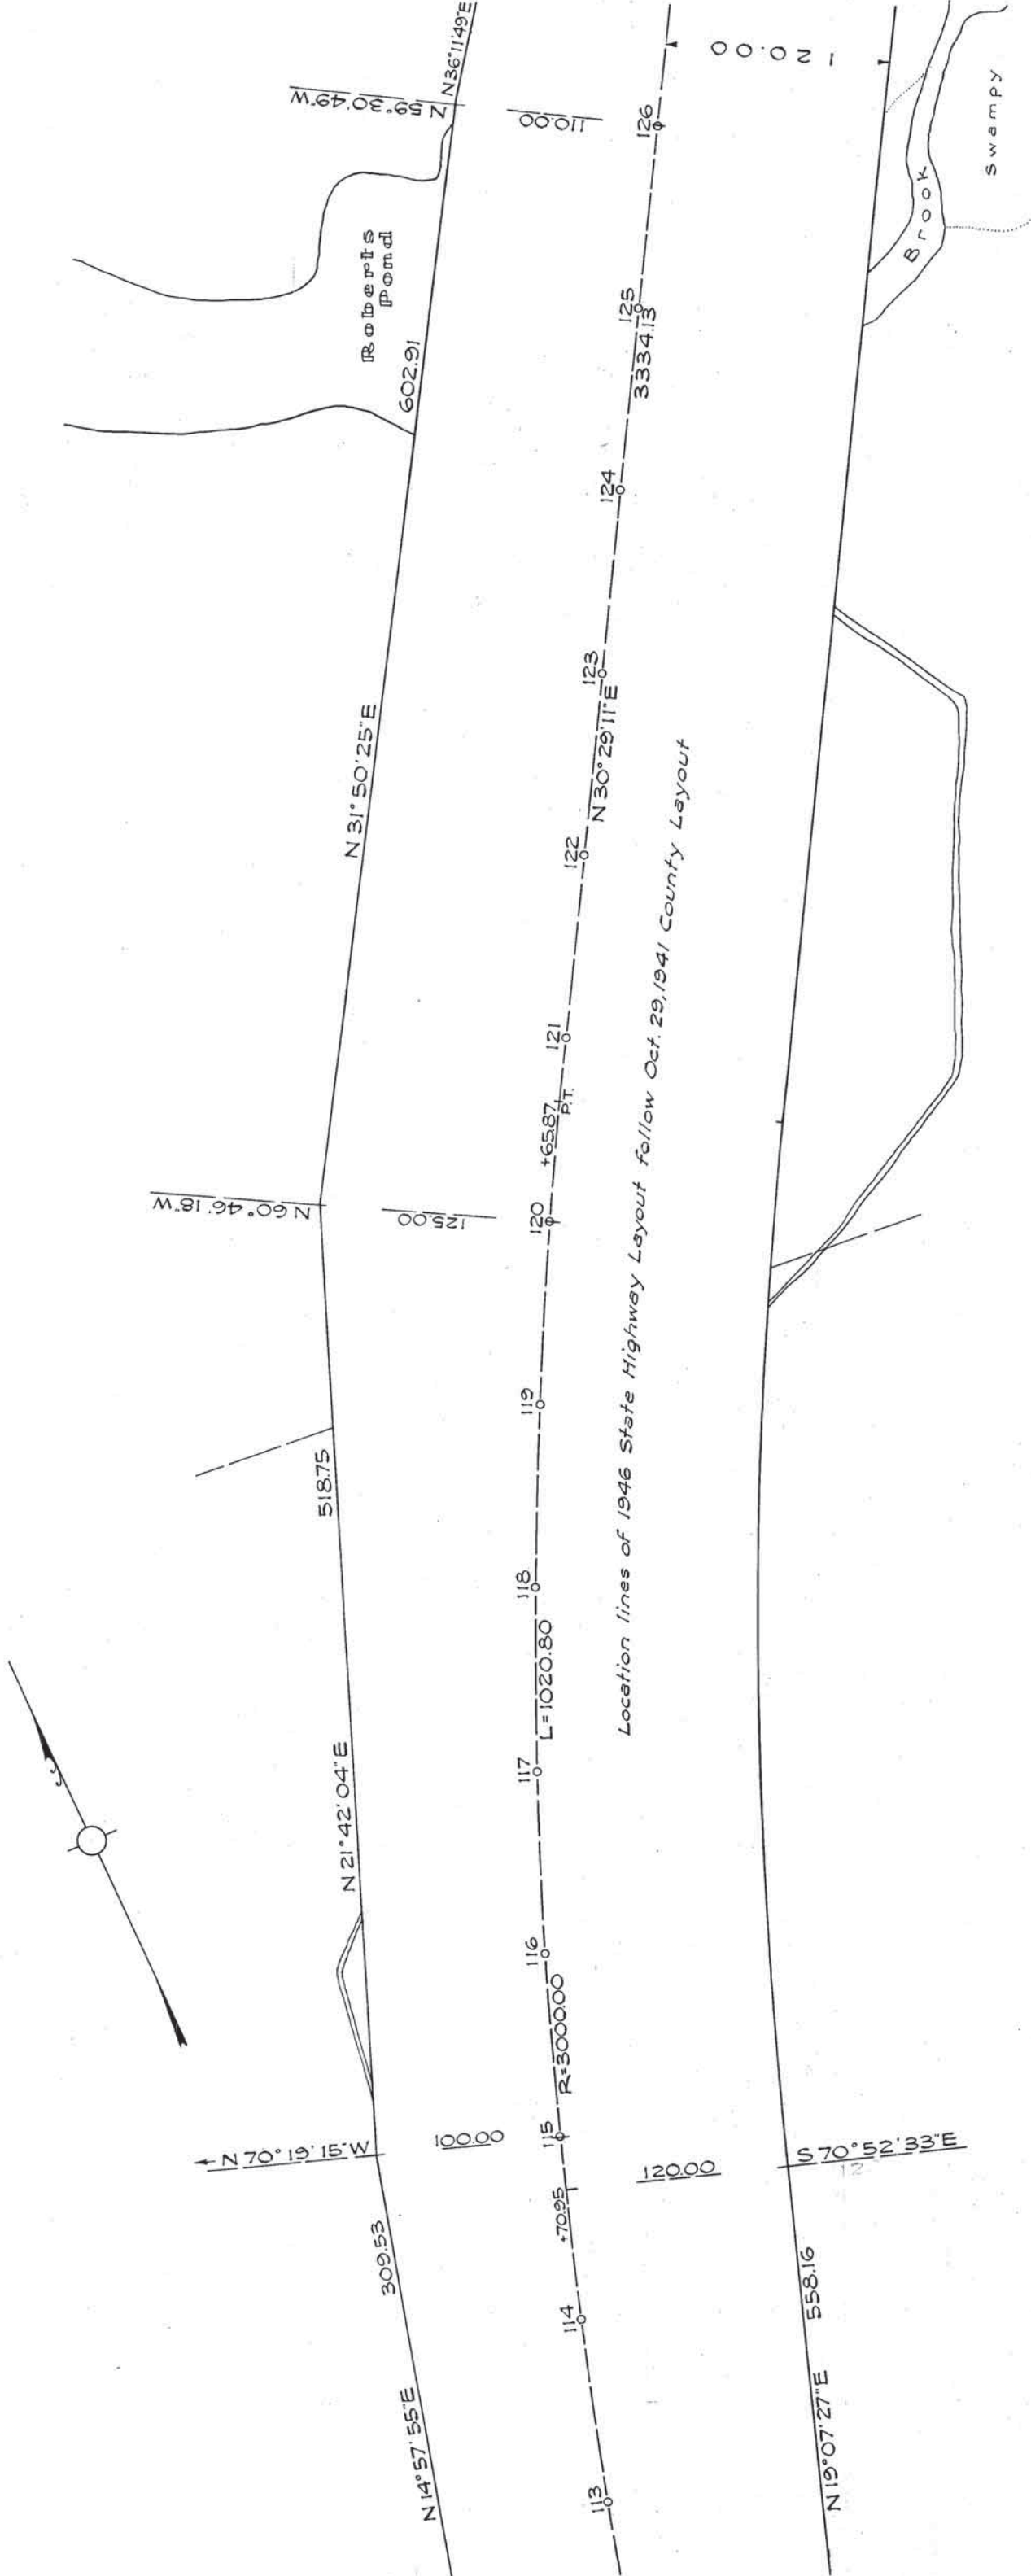 N 36°11'49"E
N 59°30'49"W
110.00
126
120.00
Swampy
Brook
Roberts
Pond
602.91
125
3334.13
124
123
N 30°29'11"E
N 31°50'25"E
122
121
+65.87
P.T.
120
N 60°46'18"W
125.00
Location lines of 1946 State Highway Layout follow Oct. 29, 1941 County Layout
119
518.75
118
L=1020.80
117
N 21°42'04"E
116
R=3000.00
115
100.00
N 70°19'15"W
120.00
S 70°52'33"E
12
+70.95
309.53
114
558.16
N 14°57'55"E
113
N 19°07'27"E